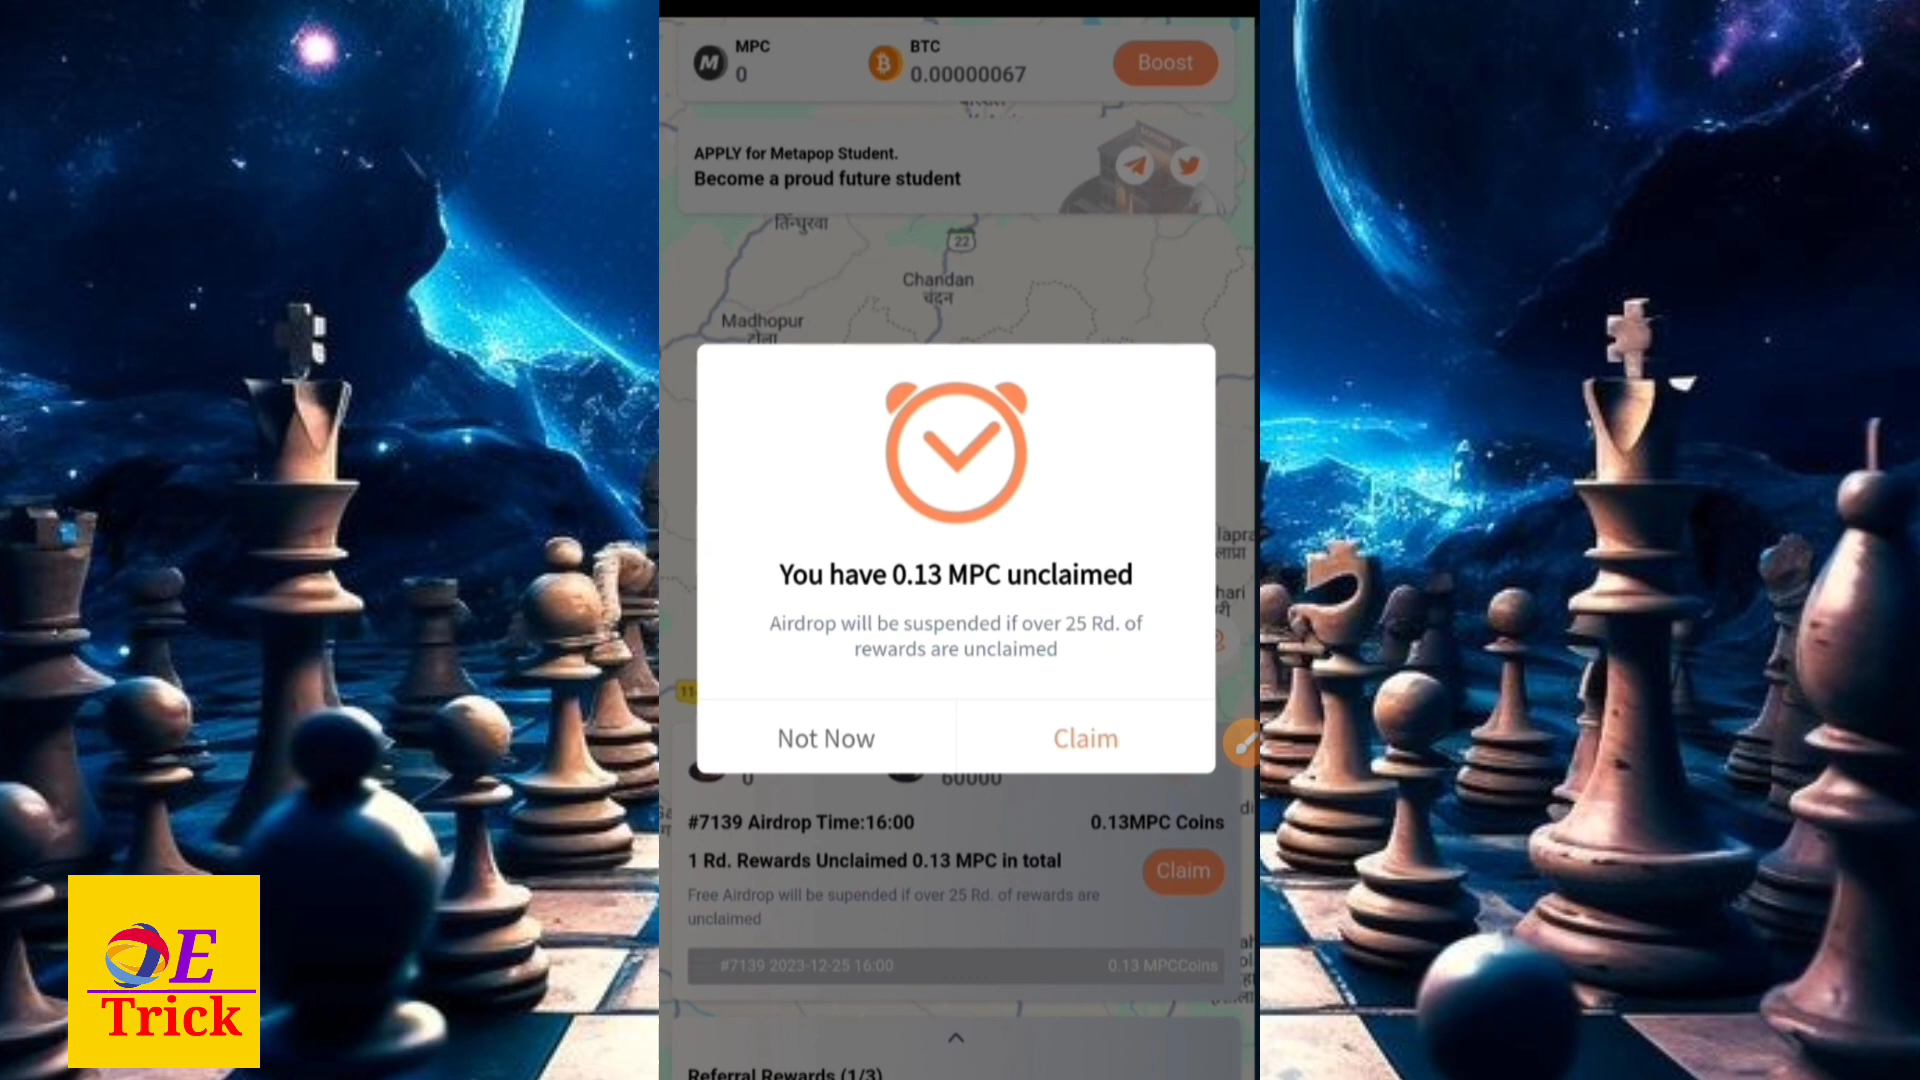 MPC
0
BTC
0.00000067
Boost
APPLY for Metapop Student.
Become a proud future student
तिन्पुरवा
22
Chandan
चंदन
Madhopur
टोला
You have 0.13 MPC unclaimed
Airdrop will be suspended if over 25 Rd. of
rewards are unclaimed
Not Now
Claim
0
60000
#7139 Airdrop Time:16:00
0.13MPC Coins
1 Rd. Rewards Unclaimed 0.13 MPC in total
Claim
Free Airdrop will be supended if over 25 Rd. of rewards are
unclaimed
#7139 2023-12-25 16:00
0.13 MPCCoins
Referral Rewards (1/3)
E
Trick